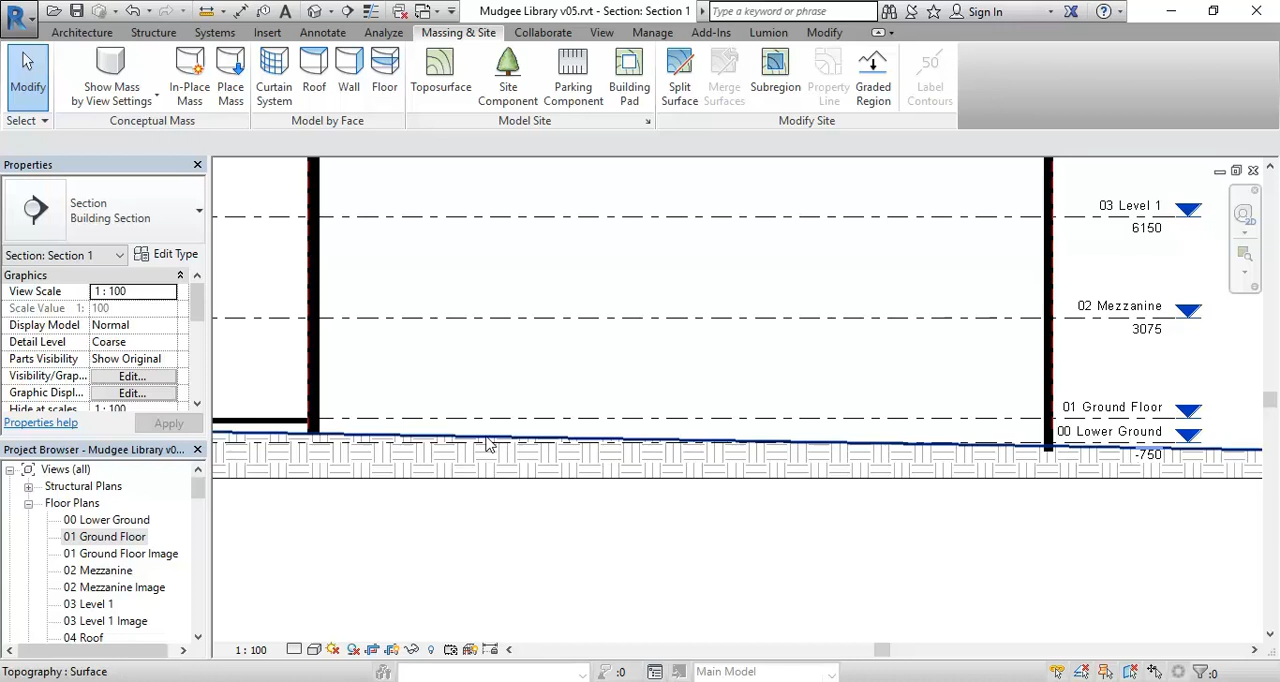 Mudgee Library v05.rvt - Section: Section 1
Type a keyword or phrase
Sign In
Architecture
Structure
Systems
Insert
Annotate
Analyze
Massing & Site
Collaborate
View
Manage
Add-Ins
Lumion
Modify
Modify
Show Mass
by View Settings
In-Place
Mass
Place
Mass
Curtain
System
Roof
Wall
Floor
Toposurface
Site
Component
Parking
Component
Building
Pad
Split
Surface
Merge
Surfaces
Subregion
Property
Line
Graded
Region
50
Label
Contours
Select
Conceptual Mass
Model by Face
Model Site
Modify Site
Properties
Section
Building Section
Section: Section 1
Edit Type
Graphics
View Scale
1 : 100
Scale Value 1:
100
Display Model
Normal
Detail Level
Coarse
Parts Visibility
Show Original
Visibility/Grap...
Edit...
Graphic Displ...
Edit...
Hide at scales
1 : 100
Properties help
Apply
Project Browser - Mudgee Library v0...
Views (all)
Structural Plans
Floor Plans
00 Lower Ground
01 Ground Floor
01 Ground Floor Image
02 Mezzanine
02 Mezzanine Image
03 Level 1
03 Level 1 Image
04 Roof
03 Level 1
6150
02 Mezzanine
3075
01 Ground Floor
00 Lower Ground
-750
2D
1 : 100
Topography : Surface
:0
Main Model
:0